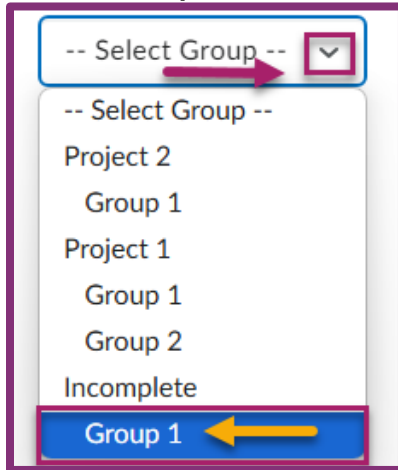 -- Select Group --
-- Select Group --
Project 2
Group 1
Project 1
Group 1
Group 2
Incomplete
Group 1